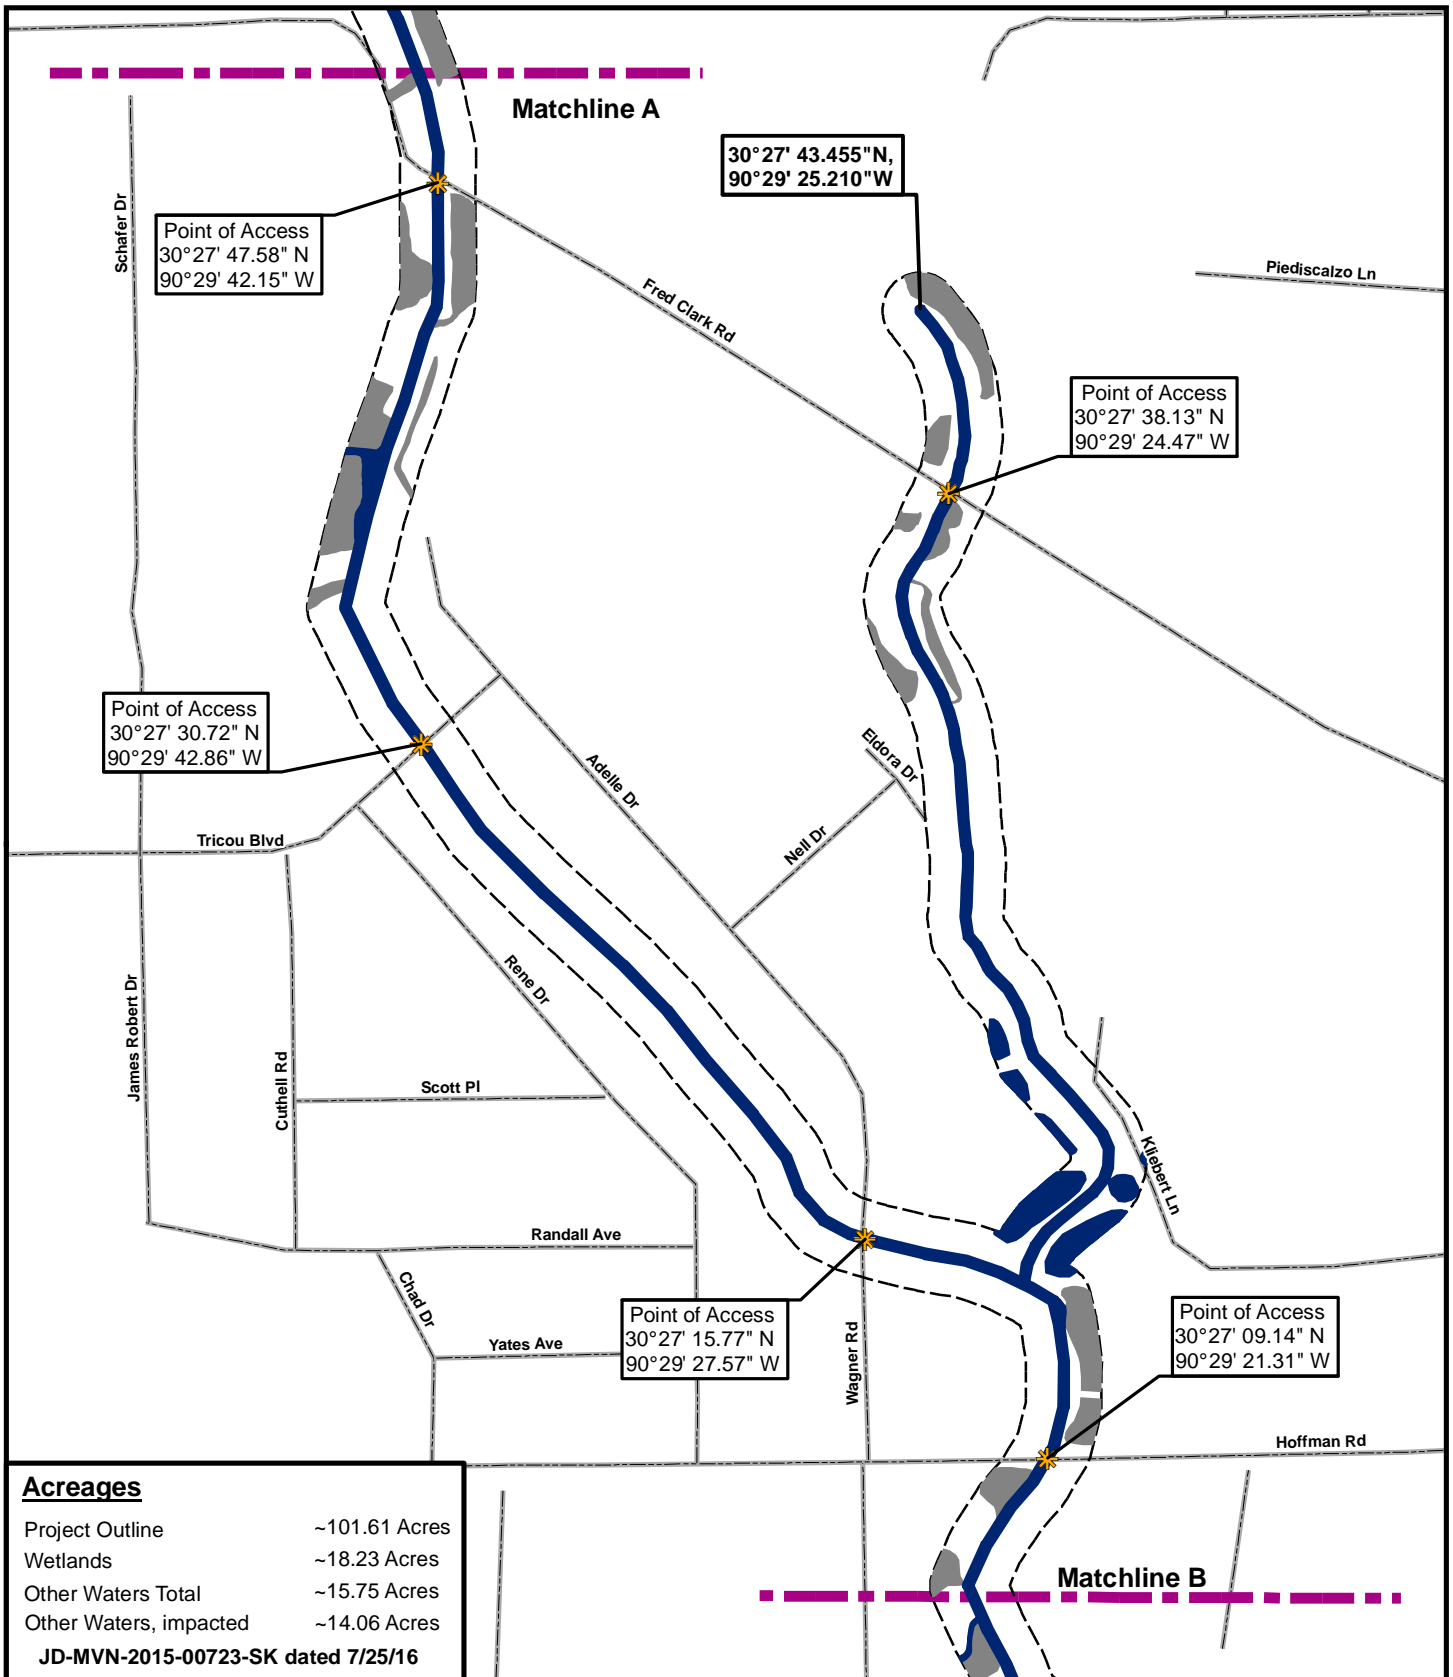 Matchline A
30°27' 43.455"N,
90°29' 25.210"W
Schafer Dr
Point of Access
30°27' 47.58" N
90°29' 42.15" W
Piediscalzo Ln
Fred Clark Rd
Point of Access
30°27' 38.13" N
90°29' 24.47" W
Point of Access
30°27' 30.72" N
90°29' 42.86" W
Eldora Dr
Adelle Dr
Tricou Blvd
Nell Dr
Rene Dr
James Robert Dr
Cuthell Rd
Scott Pl
Kliebert Ln
Randall Ave
Chad Dr
Point of Access
30°27' 15.77" N
90°29' 27.57" W
Point of Access
30°27' 09.14" N
90°29' 21.31" W
Yates Ave
Wagner Rd
Hoffman Rd
Matchline B
Acreages
Project Outline ~101.61 Acres
Wetlands ~18.23 Acres
Other Waters Total ~15.75 Acres
Other Waters, impacted ~14.06 Acres
JD-MVN-2015-00723-SK dated 7/25/16